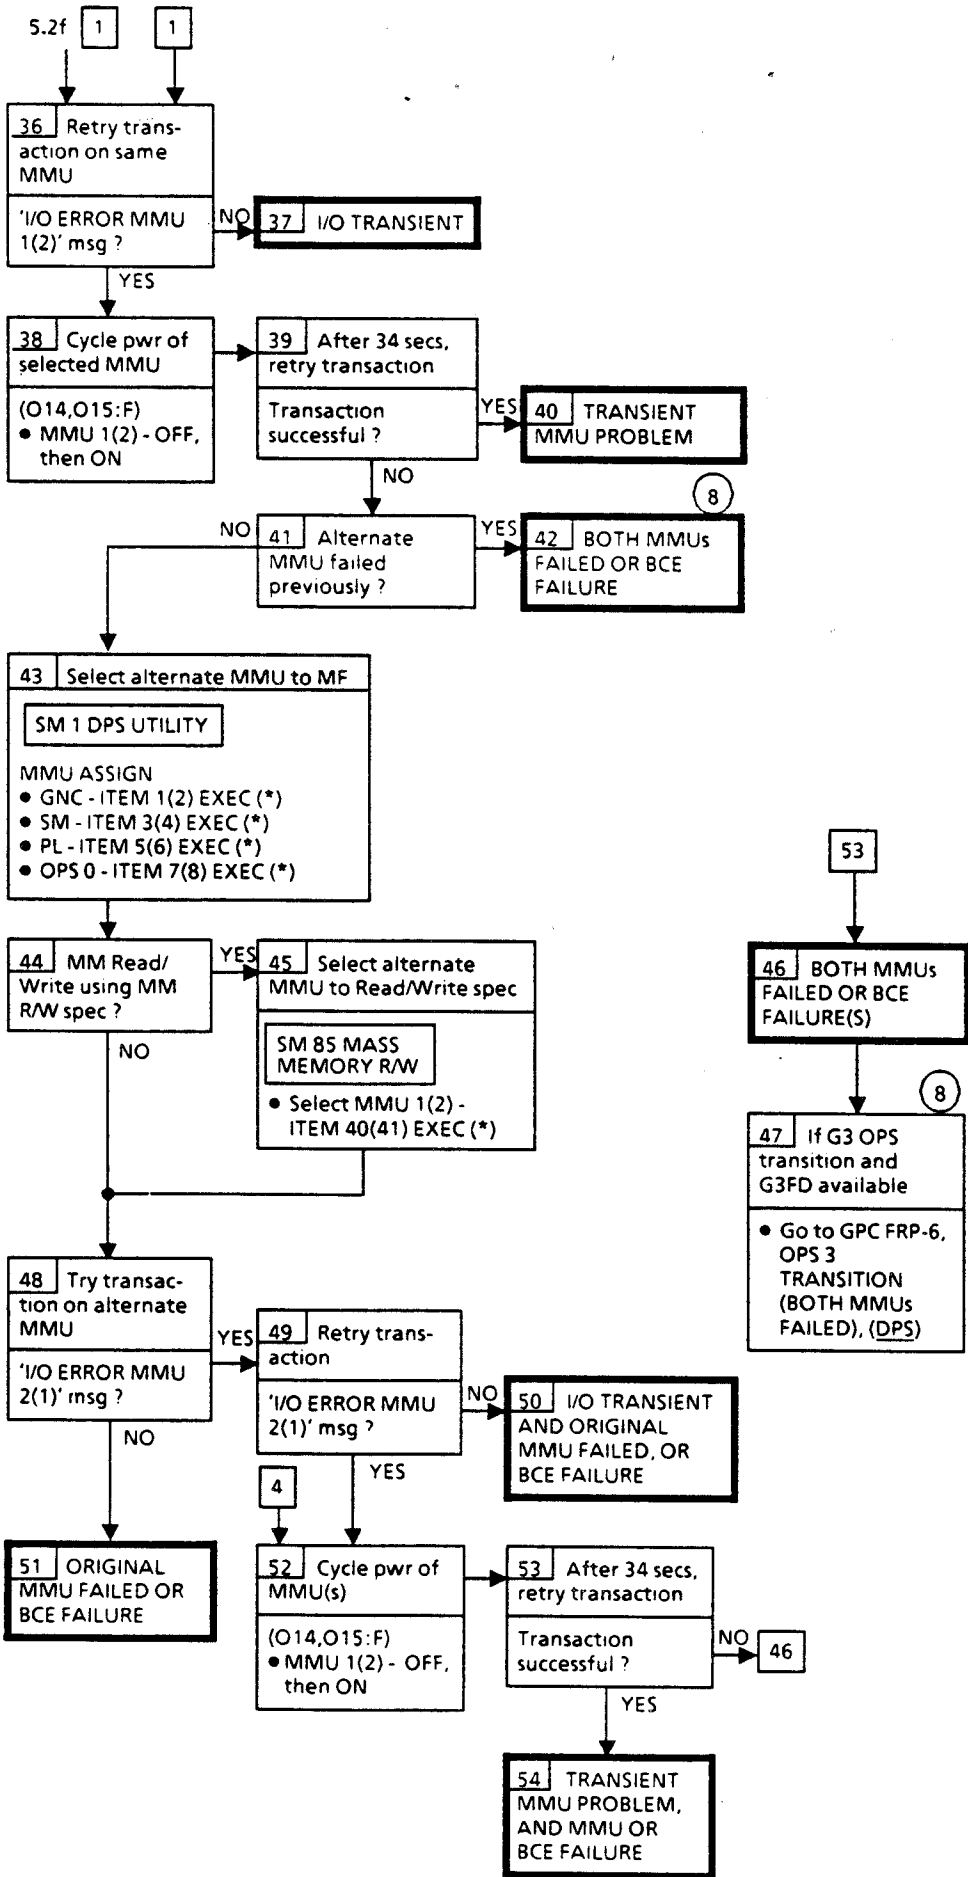 5.2f 1 1
36 Retry trans-
action on same
MMU
'I/O ERROR MMU
1(2)' msg ?
NO
37 I/O TRANSIENT
YES
38 Cycle pwr of
selected MMU
(O14,O15:F)
• MMU 1(2) - OFF,
then ON
39 After 34 secs,
retry transaction
Transaction
successful ?
YES
40 TRANSIENT
MMU PROBLEM
NO
8
41 Alternate
MMU failed
previously ?
NO
YES
42 BOTH MMUs
FAILED OR BCE
FAILURE
43 Select alternate MMU to MF
SM 1 DPS UTILITY
MMU ASSIGN
• GNC - ITEM 1(2) EXEC (*)
• SM - ITEM 3(4) EXEC (*)
• PL - ITEM 5(6) EXEC (*)
• OPS 0 - ITEM 7(8) EXEC (*)
44 MM Read/
Write using MM
R/W spec ?
YES
NO
45 Select alternate
MMU to Read/Write spec
SM 85 MASS
MEMORY R/W
• Select MMU 1(2) -
ITEM 40(41) EXEC (*)
53
46 BOTH MMUs
FAILED OR BCE
FAILURE(S)
8
47 If G3 OPS
transition and
G3FD available
• Go to GPC FRP-6,
OPS 3
TRANSITION
(BOTH MMUs
FAILED), (DPS)
48 Try transac-
tion on alternate
MMU
'I/O ERROR MMU
2(1)' msg ?
YES
NO
49 Retry trans-
action
'I/O ERROR MMU
2(1)' msg ?
NO
YES
50 I/O TRANSIENT
AND ORIGINAL
MMU FAILED, OR
BCE FAILURE
4
51 ORIGINAL
MMU FAILED OR
BCE FAILURE
52 Cycle pwr of
MMU(s)
(O14,O15:F)
• MMU 1(2) - OFF,
then ON
53 After 34 secs,
retry transaction
Transaction
successful ?
NO
46
YES
54 TRANSIENT
MMU PROBLEM,
AND MMU OR
BCE FAILURE